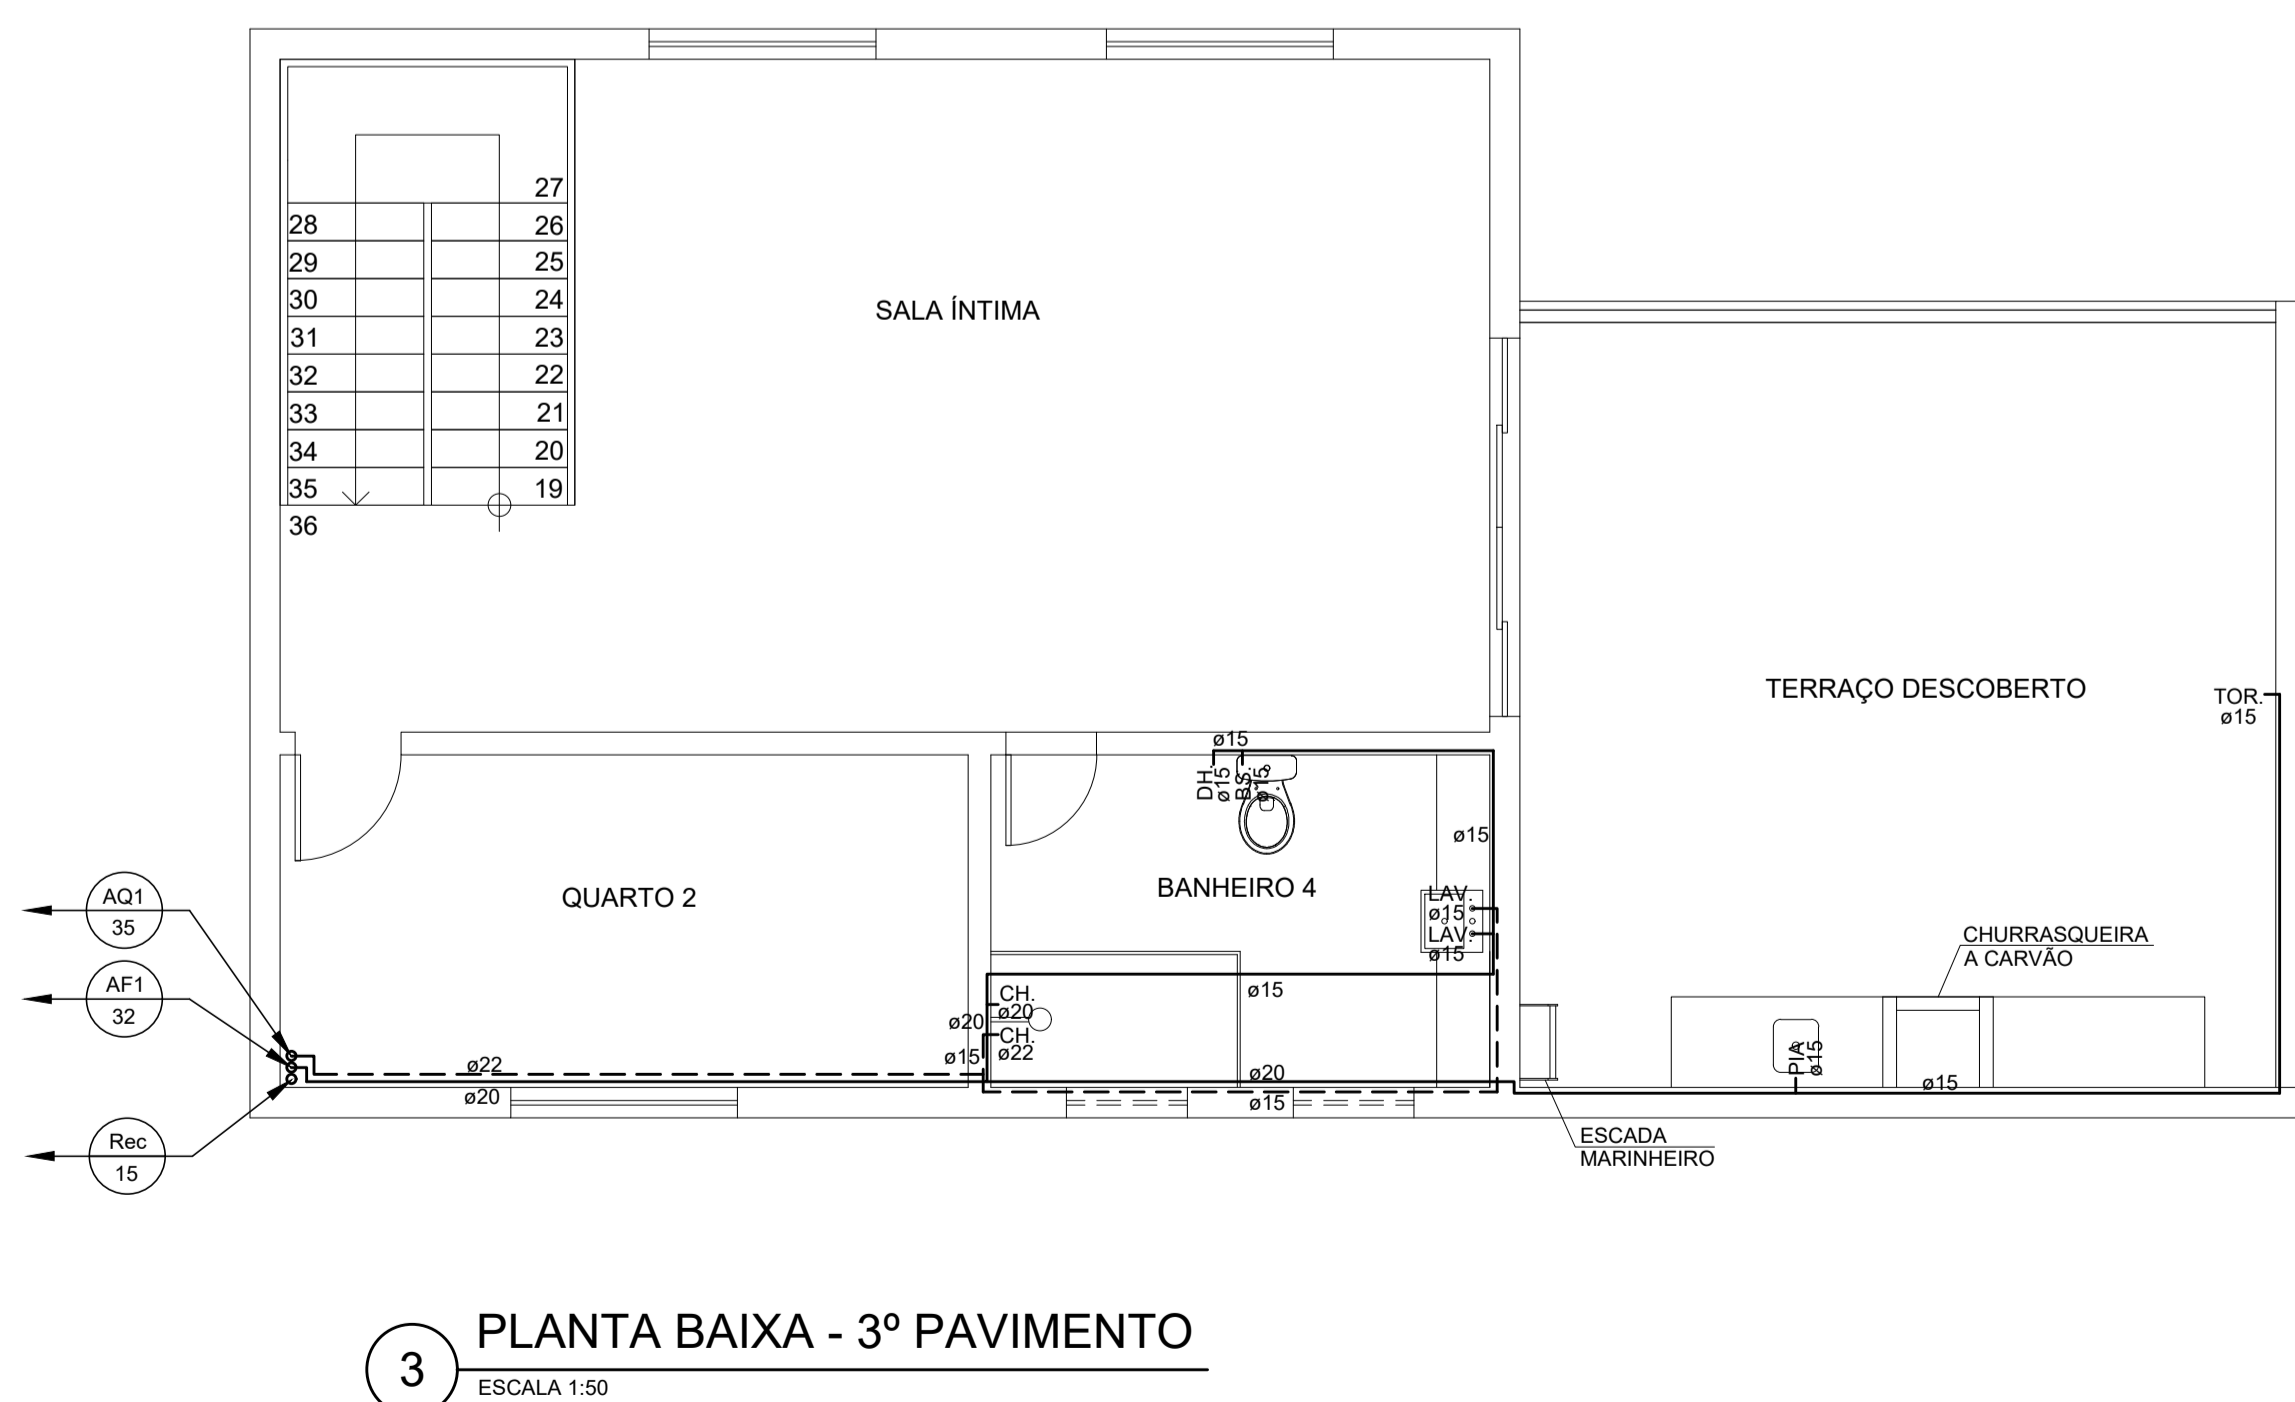 27
28
26
29
25
30
24
31
23
32
22
33
21
34
20
35
19
36
SALA ÍNTIMA
TERRAÇO DESCOBERTO
TOR.
ø15
ø15
DH.
ø15
BS.
ø15
ø15
QUARTO 2
BANHEIRO 4
LAV.
ø15
LAV.
ø15
AQ1
35
AF1
32
CHURRASQUEIRA
A CARVÃO
CH.
ø20
ø20
CH.
ø22
ø15
ø15
ø22
ø20
ø20
ø15
PIA
ø15
ø15
Rec
15
ESCADA
MARINHEIRO
3
PLANTA BAIXA - 3º PAVIMENTO
ESCALA 1:50